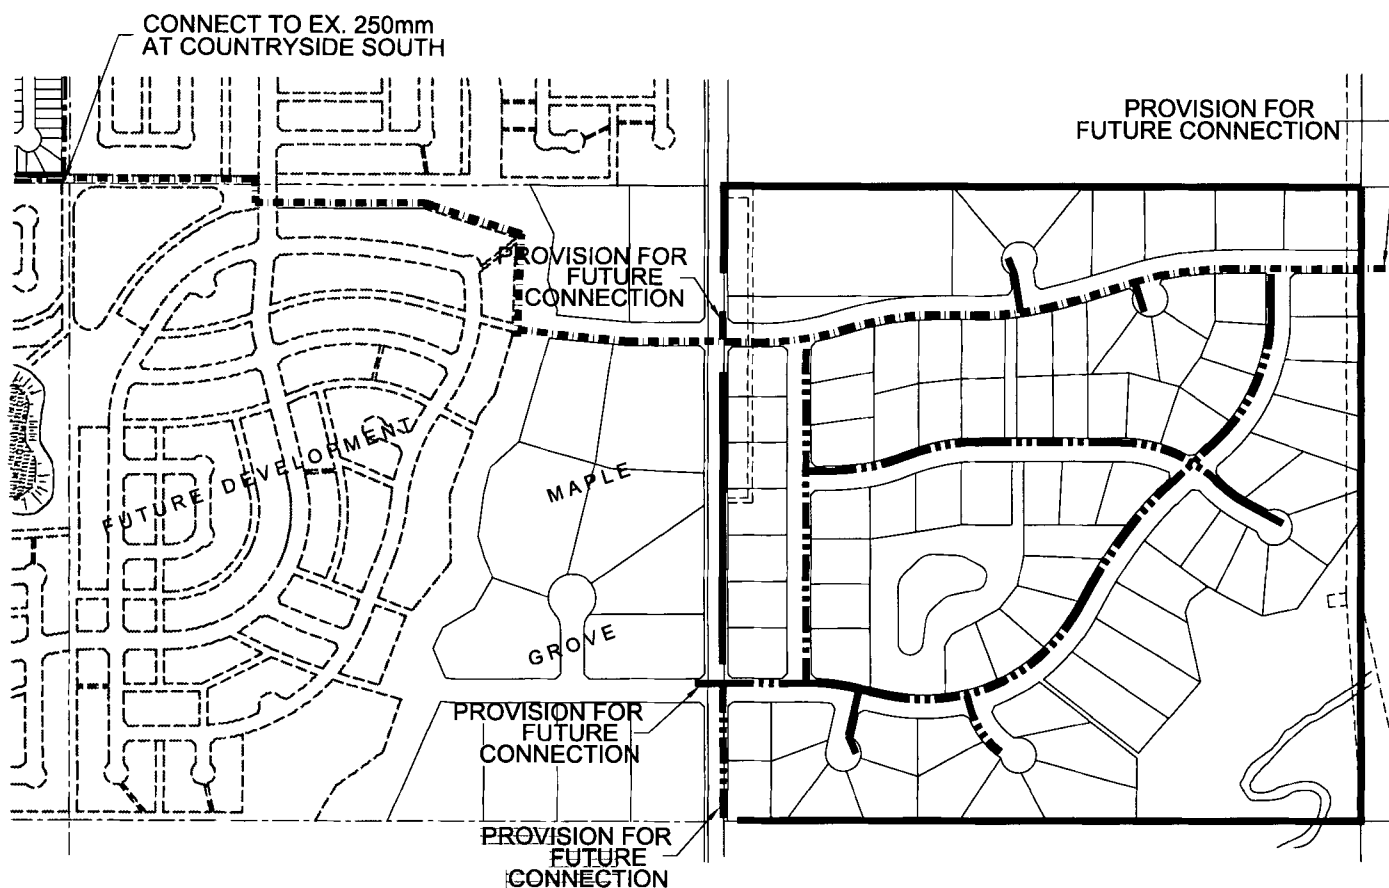 CONNECT TO EX. 250mm
AT COUNTRYSIDE SOUTH
PROVISION FOR
FUTURE CONNECTION
PROVISION FOR
FUTURE
CONNECTION
FUTURE DEVELOPMENT
MAPLE
GROVE
PROVISION FOR
FUTURE
CONNECTION
PROVISION FOR
FUTURE
CONNECTION